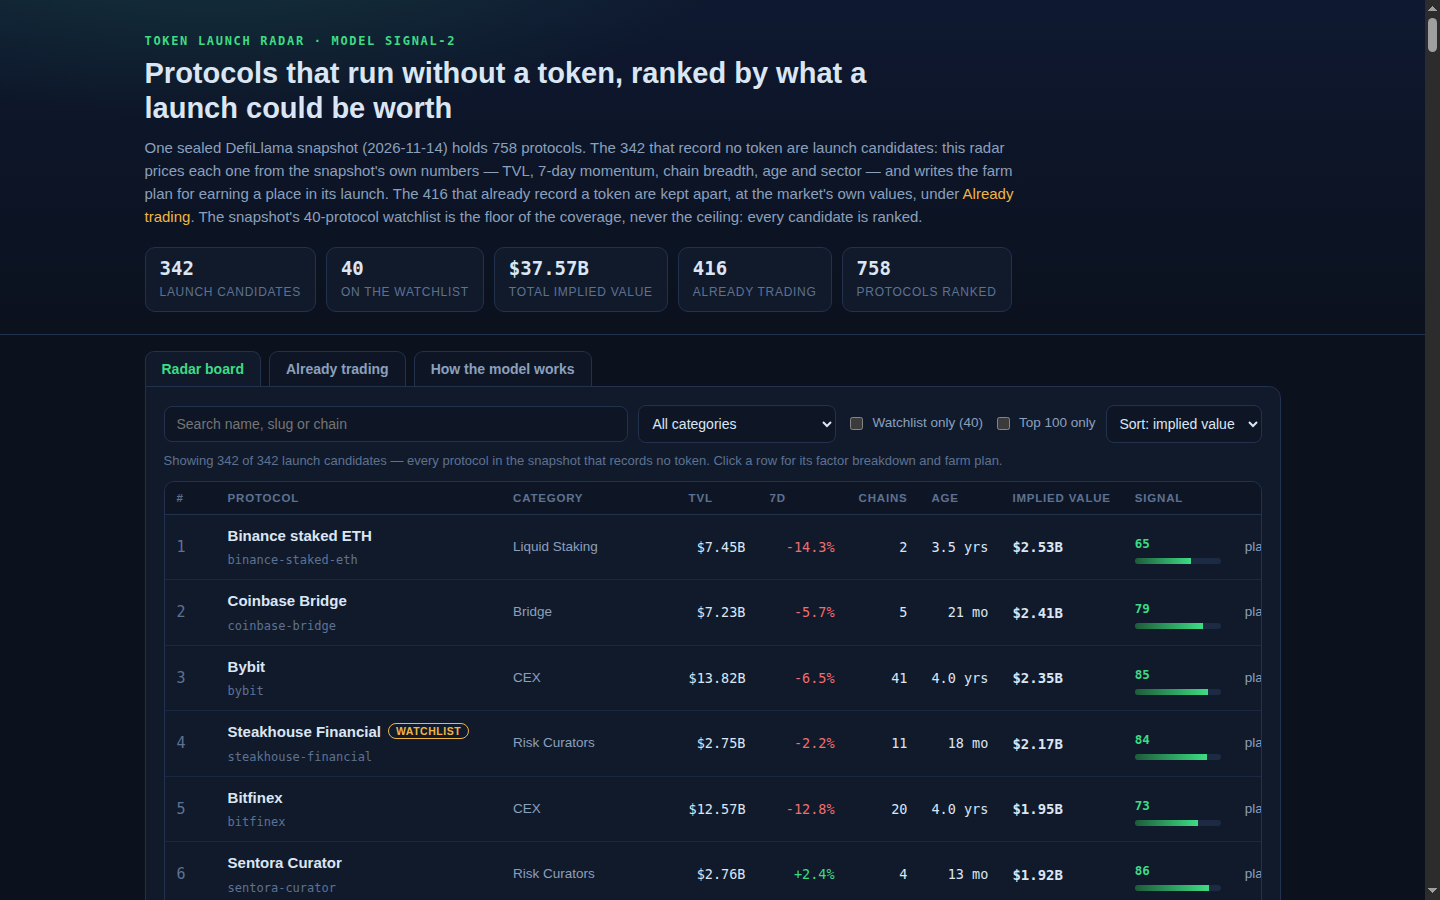 TOKEN LAUNCH RADAR · MODEL SIGNAL-2
Protocols that run without a token, ranked by what a
launch could be worth
One sealed DefiLlama snapshot (2026-11-14) holds 758 protocols. The 342 that record no token are launch candidates: this radar
prices each one from the snapshot's own numbers — TVL, 7-day momentum, chain breadth, age and sector — and writes the farm
plan for earning a place in its launch. The 416 that already record a token are kept apart, at the market's own values, under Already
trading. The snapshot's 40-protocol watchlist is the floor of the coverage, never the ceiling: every candidate is ranked.
342 40 $37.57B 416 758
LAUNCH CANDIDATES ON THE WATCHLIST TOTAL IMPLIED VALUE ALREADY TRADING PROTOCOLS RANKED
Radar board Already trading How the model works
Search name, slug or chain All categories Watchlist only (40) Top 100 only Sort: implied value
Showing 342 of 342 launch candidates — every protocol in the snapshot that records no token. Click a row for its factor breakdown and farm plan.
# PROTOCOL CATEGORY TVL 7D CHAINS AGE IMPLIED VALUE SIGNAL
1 Binance staked ETH Liquid Staking $7.45B -14.3% 2 3.5 yrs $2.53B 65 pla
binance-staked-eth
2 Coinbase Bridge Bridge $7.23B -5.7% 5 21 mo $2.41B 79 pla
coinbase-bridge
3 Bybit CEX $13.82B -6.5% 41 4.0 yrs $2.35B 85 pla
bybit
4 Steakhouse Financial WATCHLIST Risk Curators $2.75B -2.2% 11 18 mo $2.17B 84 pla
steakhouse-financial
5 Bitfinex CEX $12.57B -12.8% 20 4.0 yrs $1.95B 73 pla
bitfinex
6 Sentora Curator Risk Curators $2.76B +2.4% 4 13 mo $1.92B 86 pla
sentora-curator